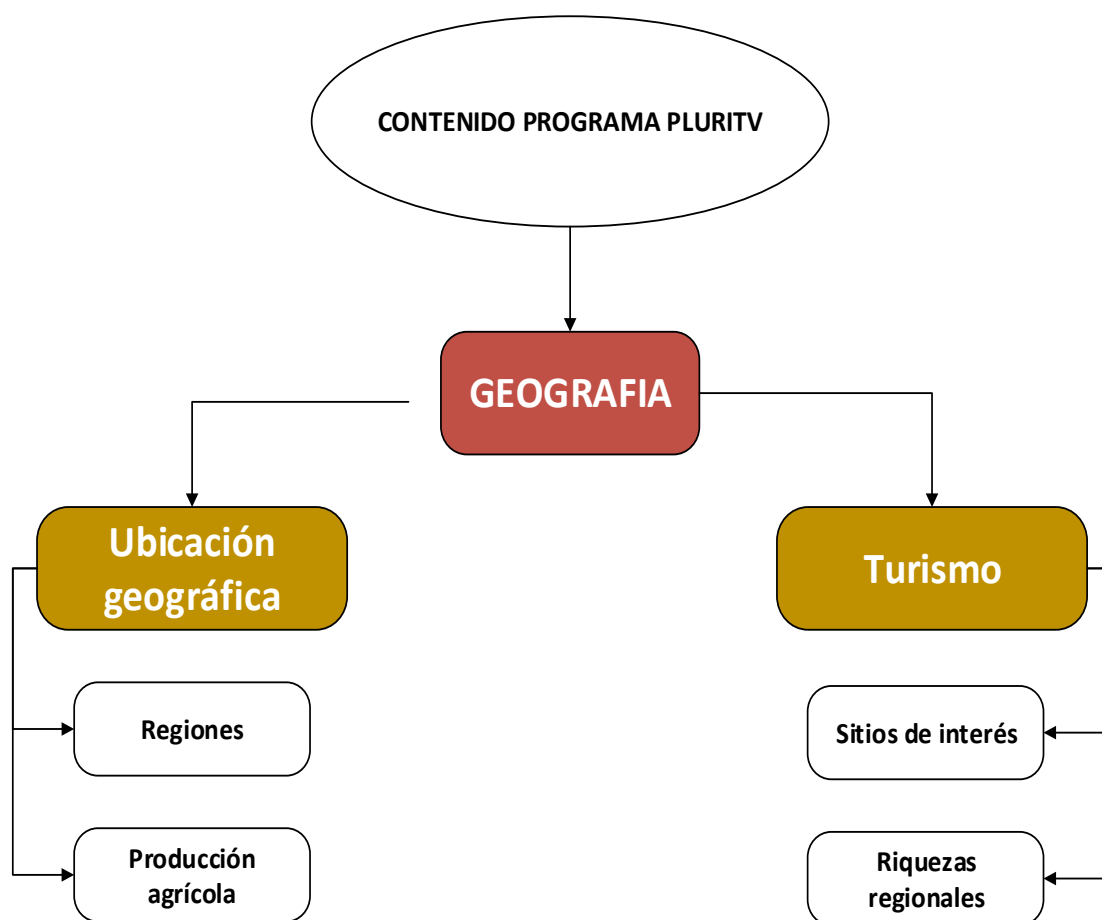 CONTENIDO PROGRAMA PLURITV
GEOGRAFIA
Ubicación
geográfica
Turismo
Regiones
Sitios de interés
Producción
agrícola
Riquezas
regionales